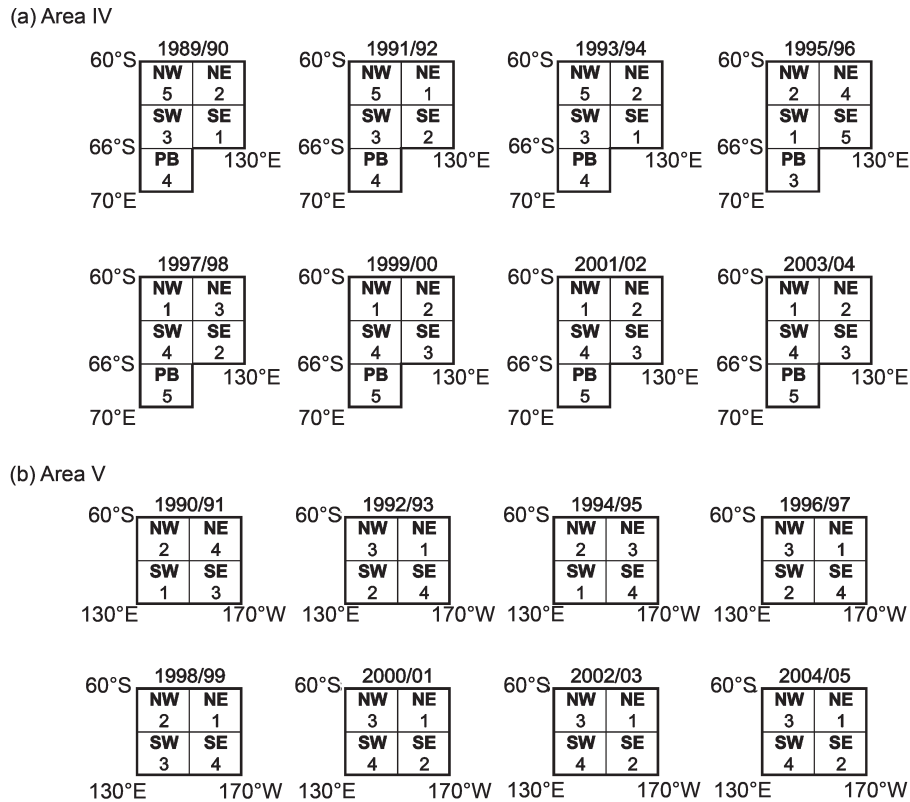 (a) Area IV
1989/90 1991/92 1993/94 1995/96
60°S 60°S 60°S 60°S
NW NE NW NE NW NE NW NE
5 2 5 1 5 2 2 4
SW SE SW SE SW SE SW SE
3 1 3 2 3 1 1 5
66°S 66°S 66°S 66°S
PB 130°E PB 130°E PB 130°E PB 130°E
4 4 4 3
70°E 70°E 70°E 70°E
1997/98 1999/00 2001/02 2003/04
60°S 60°S 60°S 60°S
NW NE NW NE NW NE NW NE
1 3 1 2 1 2 1 2
SW SE SW SE SW SE SW SE
4 2 4 3 4 3 4 3
66°S 66°S 66°S 66°S
PB 130°E PB 130°E PB 130°E PB 130°E
5 5 5 5
70°E 70°E 70°E 70°E
(b) Area V
1990/91 1992/93 1994/95 1996/97
60°S 60°S 60°S 60°S
NW NE NW NE NW NE NW NE
2 4 3 1 2 3 3 1
SW SE SW SE SW SE SW SE
1 3 2 4 1 4 2 4
130°E 170°W 130°E 170°W 130°E 170°W 130°E 170°W
1998/99 2000/01 2002/03 2004/05
60°S 60°S 60°S 60°S
NW NE NW NE NW NE NW NE
2 1 3 1 3 1 3 1
SW SE SW SE SW SE SW SE
3 4 4 2 4 2 4 2
130°E 170°W 130°E 170°W 130°E 170°W 130°E 170°W